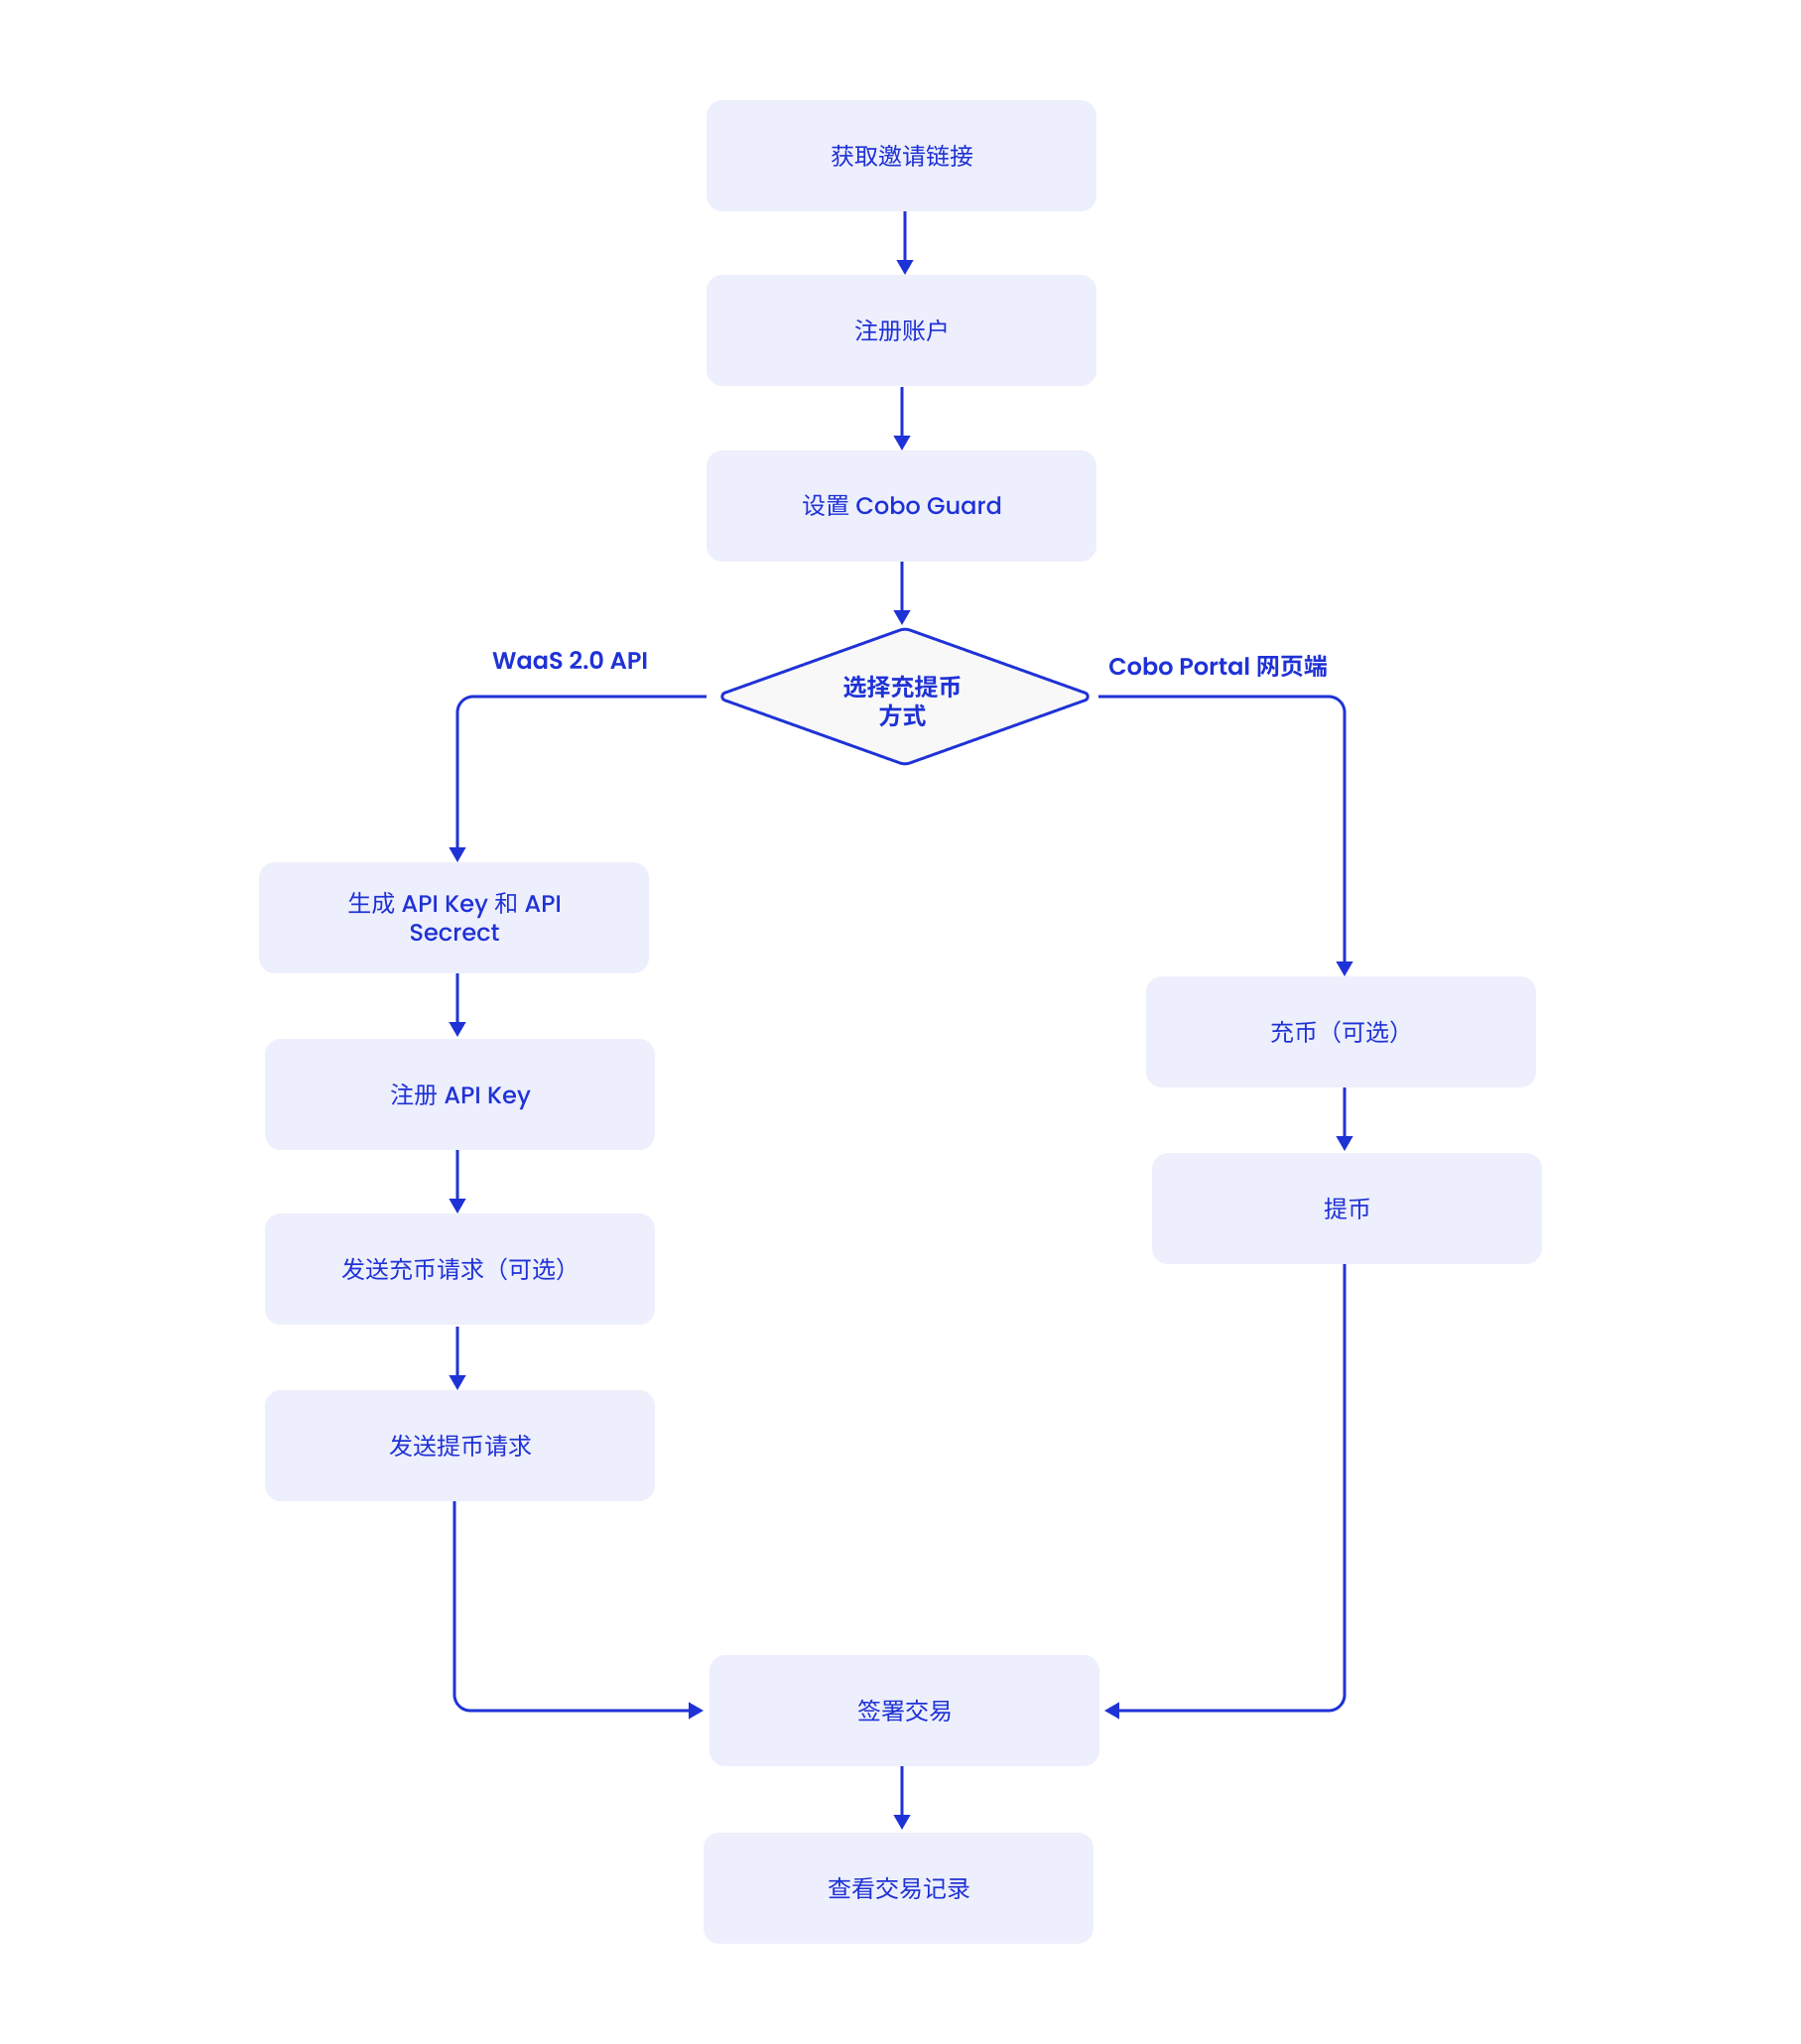 获取邀请链接
注册账户
设置 Cobo Guard
WaaS 2.0 API
Cobo Portal 网页端
选择充提币
方式
生成 API Key 和 API
Secrect
注册 API Key
发送充币请求（可选）
发送提币请求
充币（可选）
提币
签署交易
查看交易记录